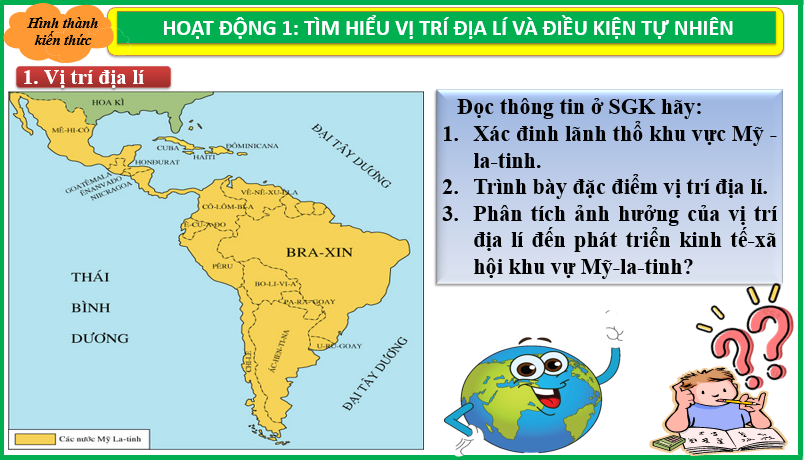 Hình thành
kiến thức
HOẠT ĐỘNG 1: TÌM HIỂU VỊ TRÍ ĐỊA LÍ VÀ ĐIỀU KIỆN TỰ NHIÊN
1. Vị trí địa lí
HOA KÌ
MÊ-HI-CÔ
CUBA
HAITI
ĐÔMINICANA
HONĐURAT
GOATÊMALA
ENANVAĐO
NICRAGOA
ĐẠI TÂY DƯƠNG
VÊ-NÊ-XU-ÊLA
CÔ-LÔM-BI-A
Ê-CU-A-ĐO
BRA-XIN
PÊRU
BO-LI-VI-A
PA-RA-GOAY
THÁI
BÌNH
DƯƠNG
CHI-LÊ
ÁC-HEN-TI-NA
U-RU-GOAY
ĐẠI TÂY DƯƠNG
Các nước Mỹ La-tinh
Đọc thông tin ở SGK hãy:
1. Xác đinh lãnh thổ khu vực Mỹ -
la-tinh.
2. Trình bày đặc điểm vị trí địa lí.
3. Phân tích ảnh hưởng của vị trí
địa lí đến phát triển kinh tế-xã
hội khu vự Mỹ-la-tinh?